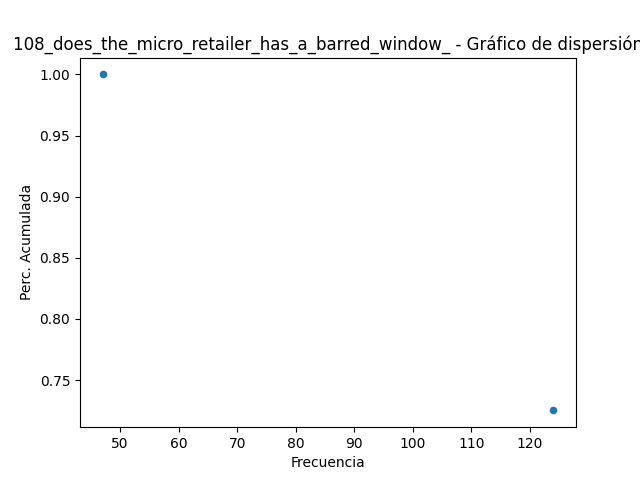 108_does_the_micro_retailer_has_a_barred_window_ - Gráfico de dispersión
1.00
0.95
0.90
0.85
0.80
0.75
Perc. Acumulada
50 60 70 80 90 100 110 120
Frecuencia